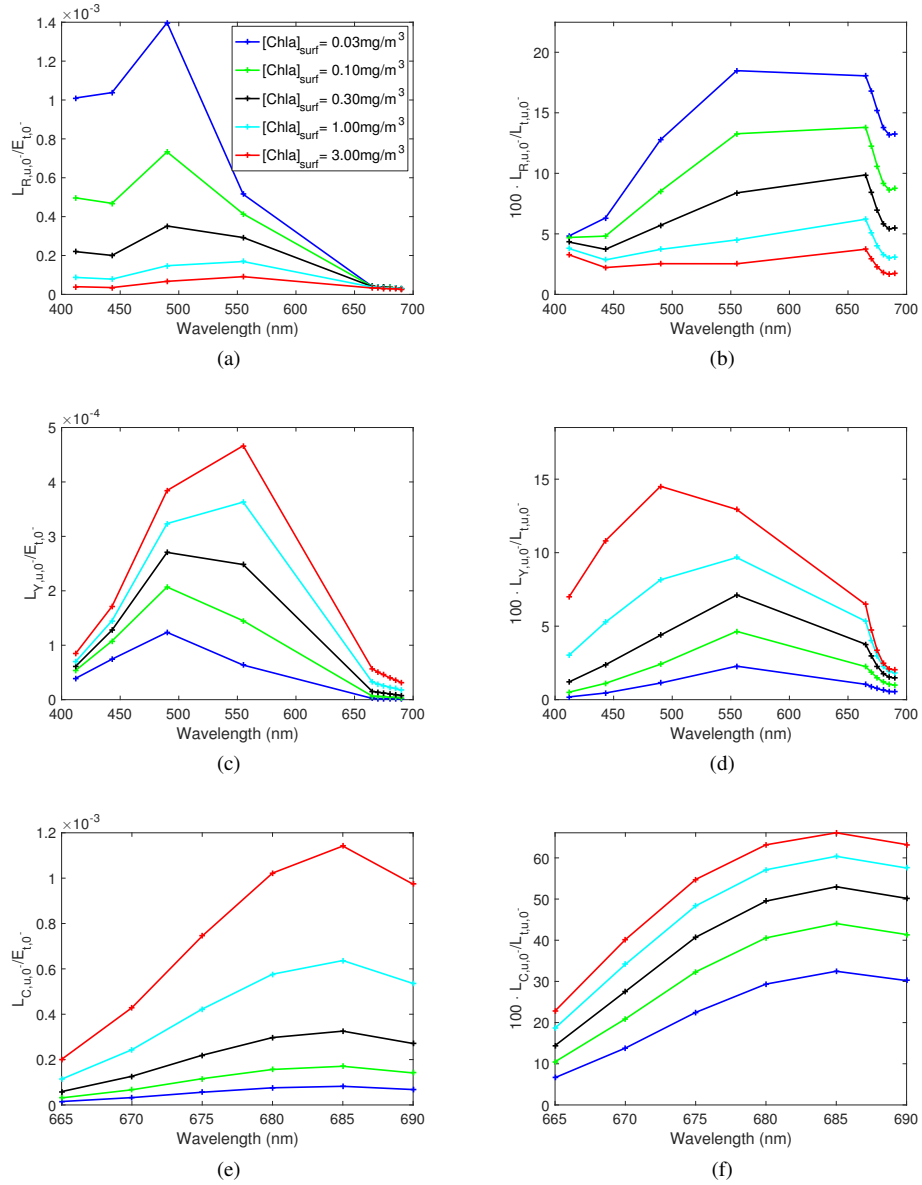 ×10⁻³
1.4
1.2
1
0.8
0.6
0.4
0.2
0
L_{R,u,0⁻}/E_{t,0⁻}
[Chla]_{surf} = 0.03mg/m³
[Chla]_{surf} = 0.10mg/m³
[Chla]_{surf} = 0.30mg/m³
[Chla]_{surf} = 1.00mg/m³
[Chla]_{surf} = 3.00mg/m³
400 450 500 550 600 650 700
Wavelength (nm)
(a)
20
15
10
5
0
100 · L_{R,u,0⁻}/L_{t,u,0⁻}
400 450 500 550 600 650 700
Wavelength (nm)
(b)
×10⁻⁴
5
4
3
2
1
0
L_{Y,u,0⁻}/E_{t,0⁻}
400 450 500 550 600 650 700
Wavelength (nm)
(c)
15
10
5
0
100 · L_{Y,u,0⁻}/L_{t,u,0⁻}
400 450 500 550 600 650 700
Wavelength (nm)
(d)
×10⁻³
1.2
1
0.8
0.6
0.4
0.2
0
L_{C,u,0⁻}/E_{t,0⁻}
665 670 675 680 685 690
Wavelength (nm)
(e)
60
50
40
30
20
10
0
100 · L_{C,u,0⁻}/L_{t,u,0⁻}
665 670 675 680 685 690
Wavelength (nm)
(f)